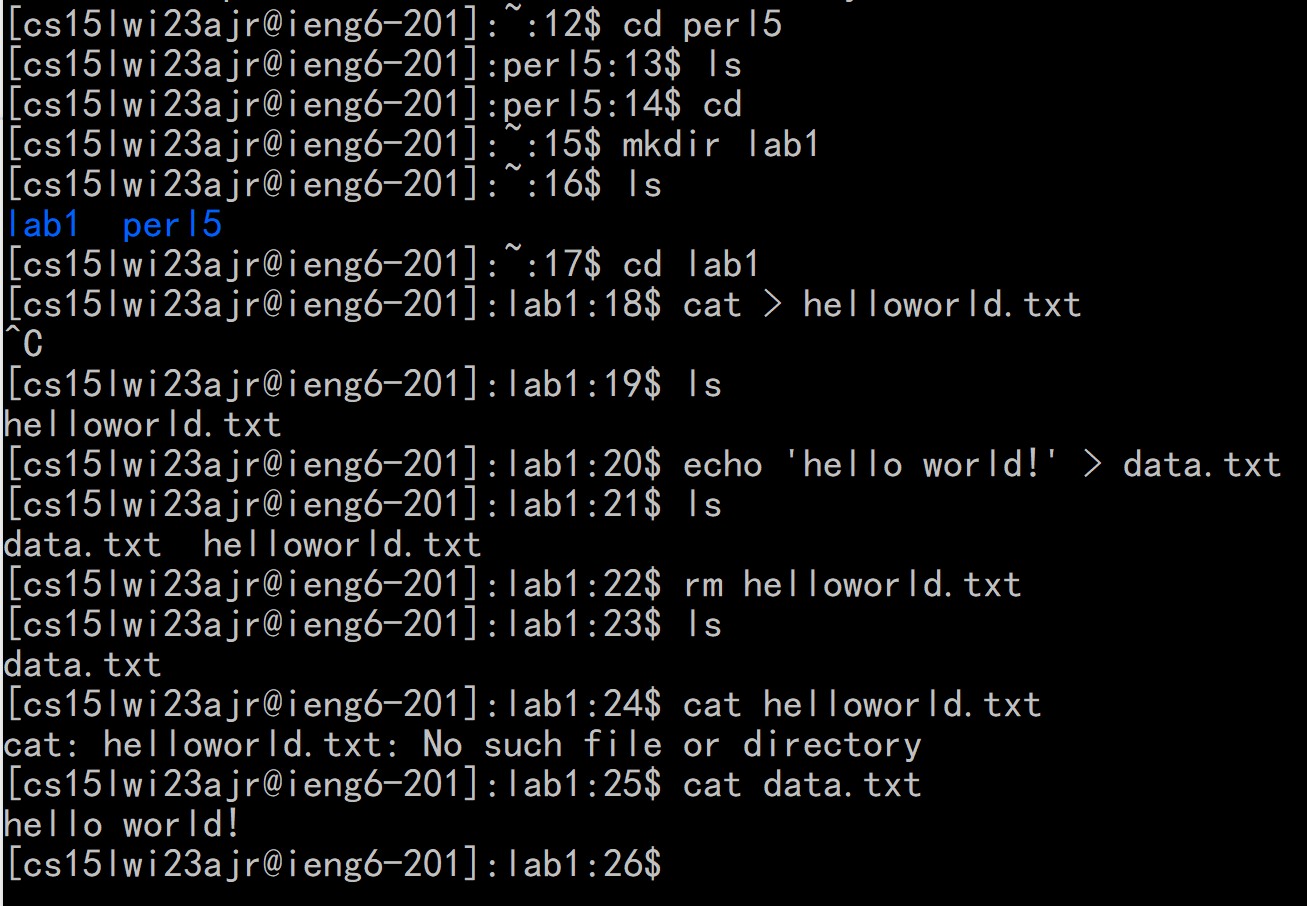 [cs15lwi23ajr@ieng6-201]:~:12$ cd perl5
[cs15lwi23ajr@ieng6-201]:perl5:13$ ls
[cs15lwi23ajr@ieng6-201]:perl5:14$ cd
[cs15lwi23ajr@ieng6-201]:~:15$ mkdir lab1
[cs15lwi23ajr@ieng6-201]:~:16$ ls
lab1  perl5
[cs15lwi23ajr@ieng6-201]:~:17$ cd lab1
[cs15lwi23ajr@ieng6-201]:lab1:18$ cat > helloworld.txt
^C
[cs15lwi23ajr@ieng6-201]:lab1:19$ ls
helloworld.txt
[cs15lwi23ajr@ieng6-201]:lab1:20$ echo 'hello world!' > data.txt
[cs15lwi23ajr@ieng6-201]:lab1:21$ ls
data.txt  helloworld.txt
[cs15lwi23ajr@ieng6-201]:lab1:22$ rm helloworld.txt
[cs15lwi23ajr@ieng6-201]:lab1:23$ ls
data.txt
[cs15lwi23ajr@ieng6-201]:lab1:24$ cat helloworld.txt
cat: helloworld.txt: No such file or directory
[cs15lwi23ajr@ieng6-201]:lab1:25$ cat data.txt
hello world!
[cs15lwi23ajr@ieng6-201]:lab1:26$